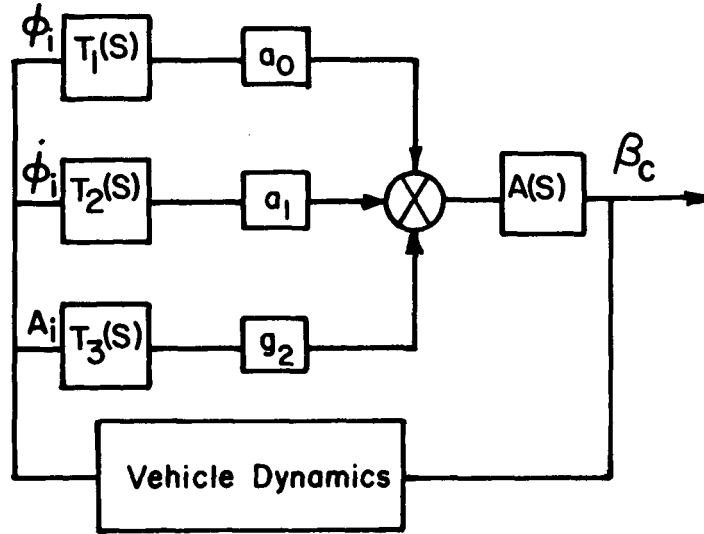 ϕi T1(S) a0
ϕ̇i T2(S) a1 A(S) βc
Ai T3(S) g2
Vehicle Dynamics